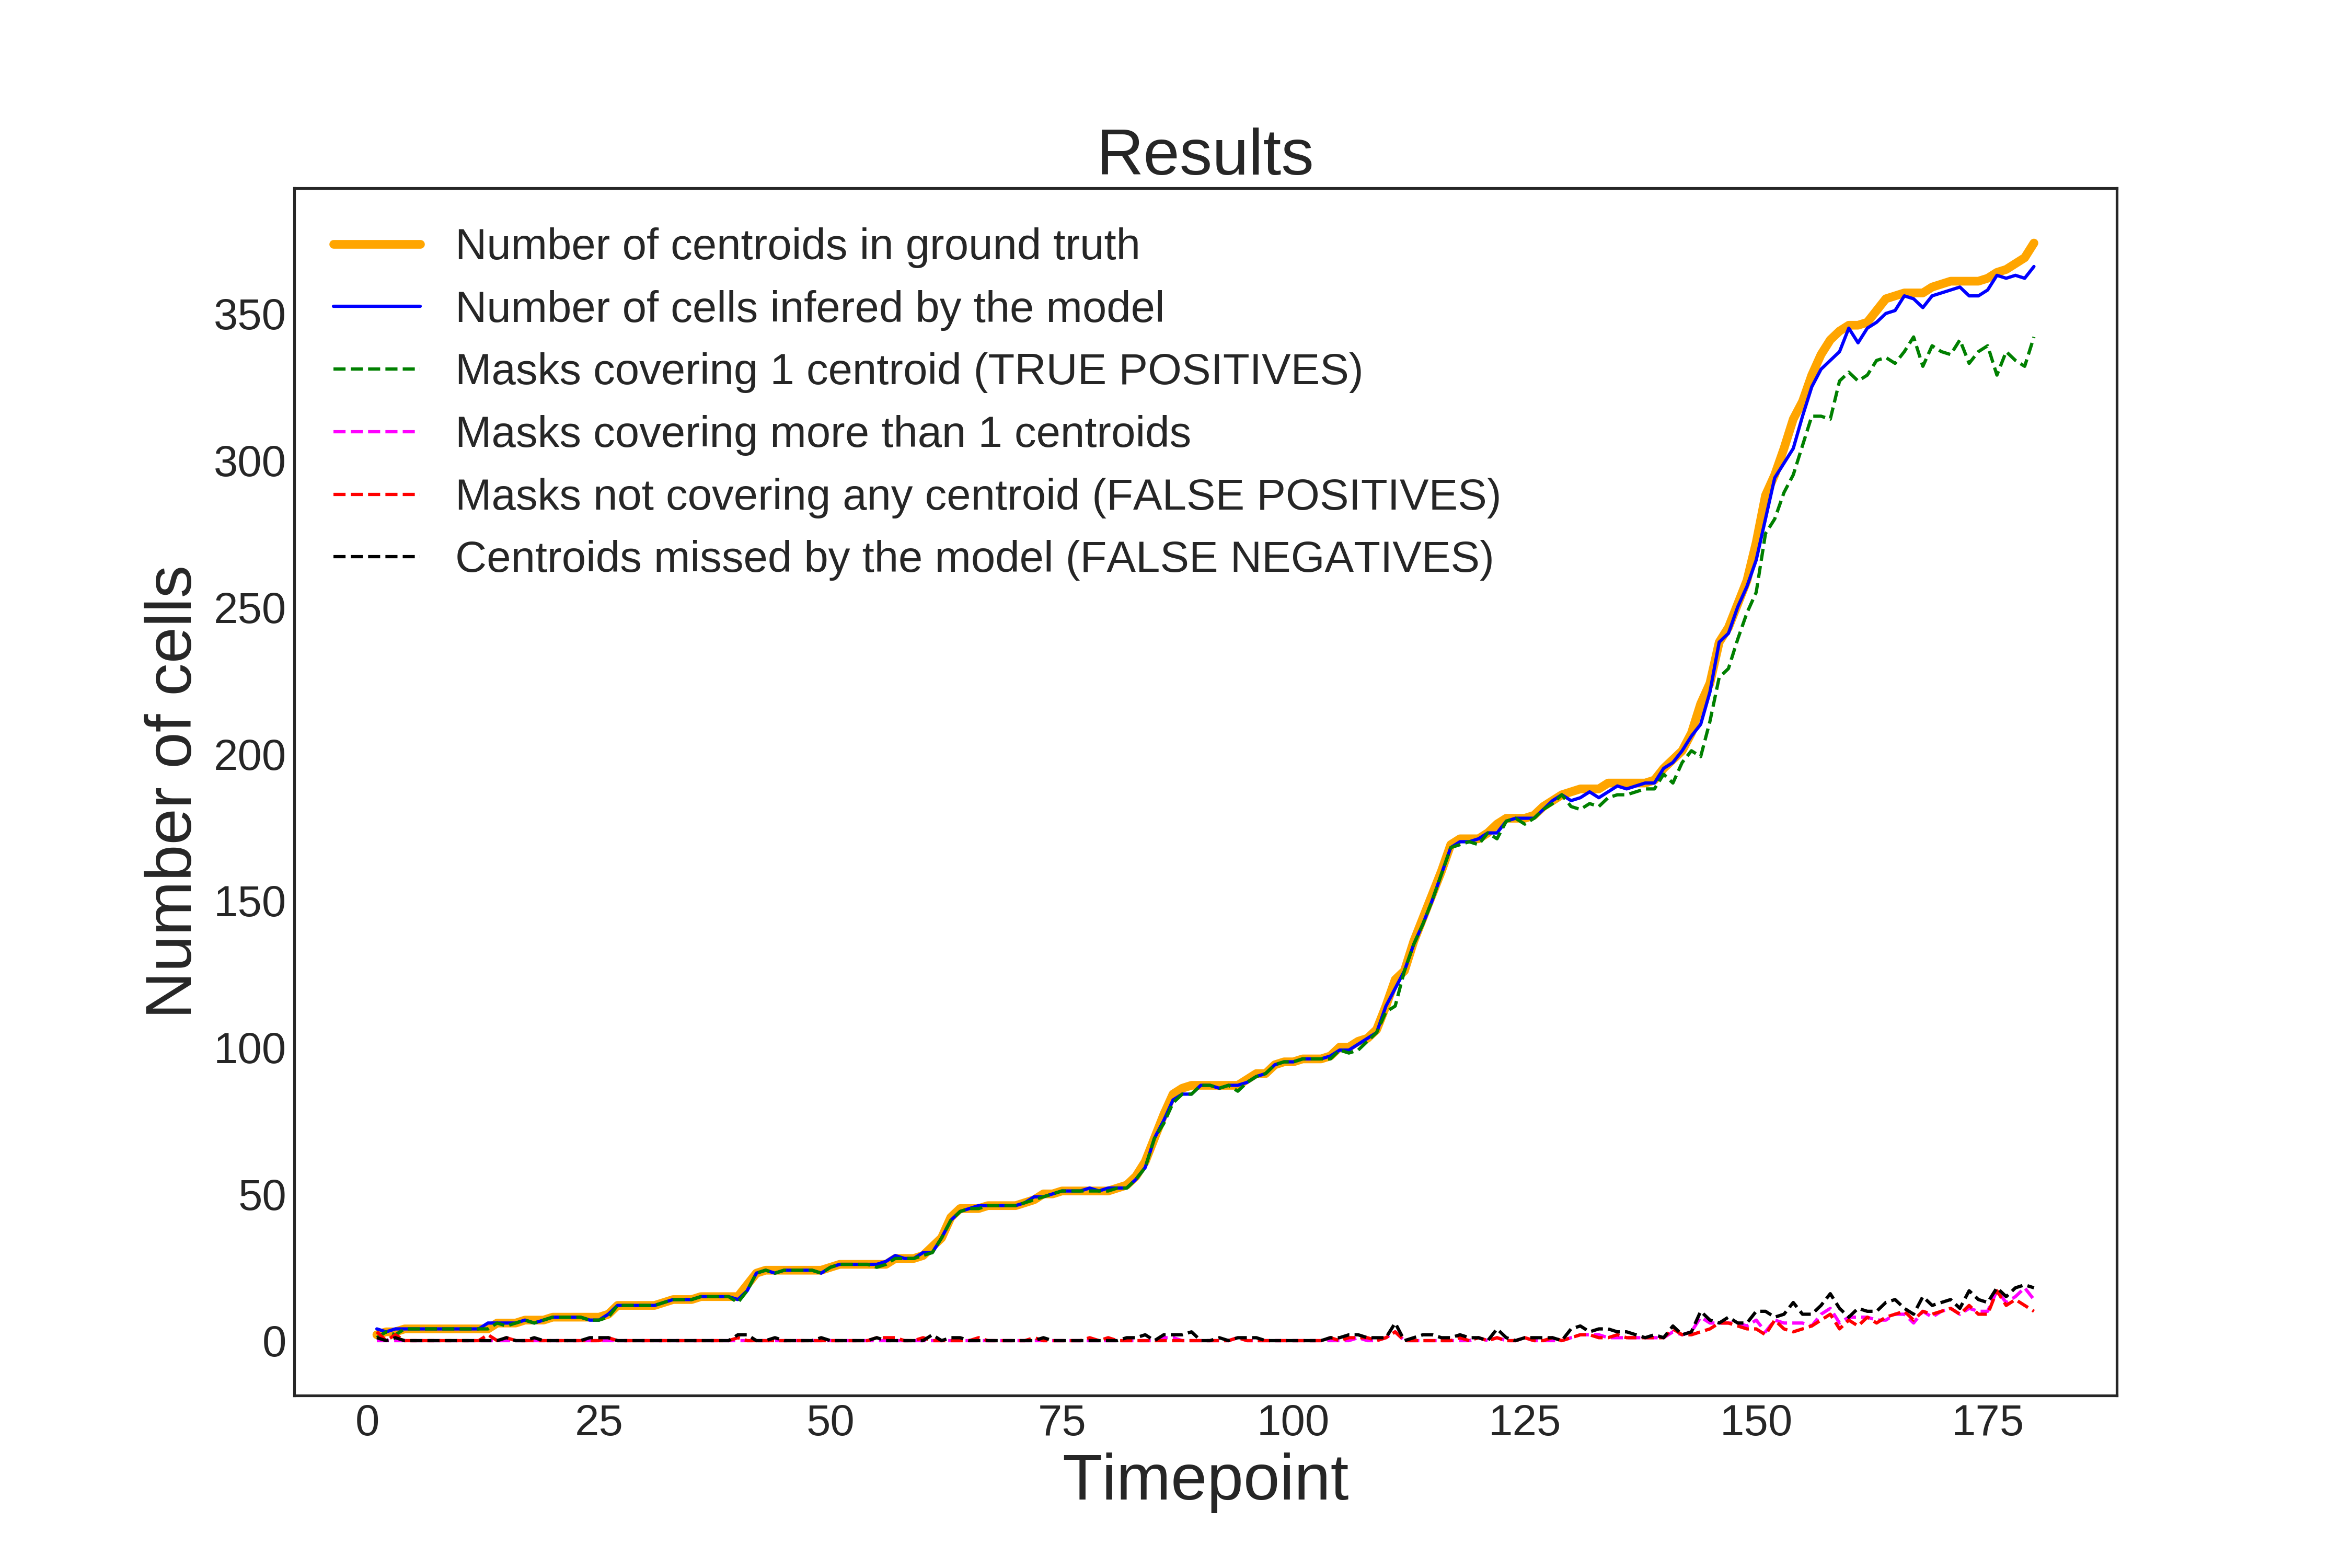 Results
Number of centroids in ground truth
Number of cells infered by the model
Masks covering 1 centroid (TRUE POSITIVES)
Masks covering more than 1 centroids
Masks not covering any centroid (FALSE POSITIVES)
Centroids missed by the model (FALSE NEGATIVES)
Number of cells
350
300
250
200
150
100
50
0
0 25 50 75 100 125 150 175
Timepoint